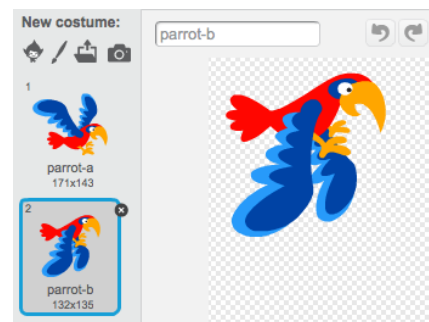 New costume:
parrot-b
1
parrot-a
171x143
2
parrot-b
132x135